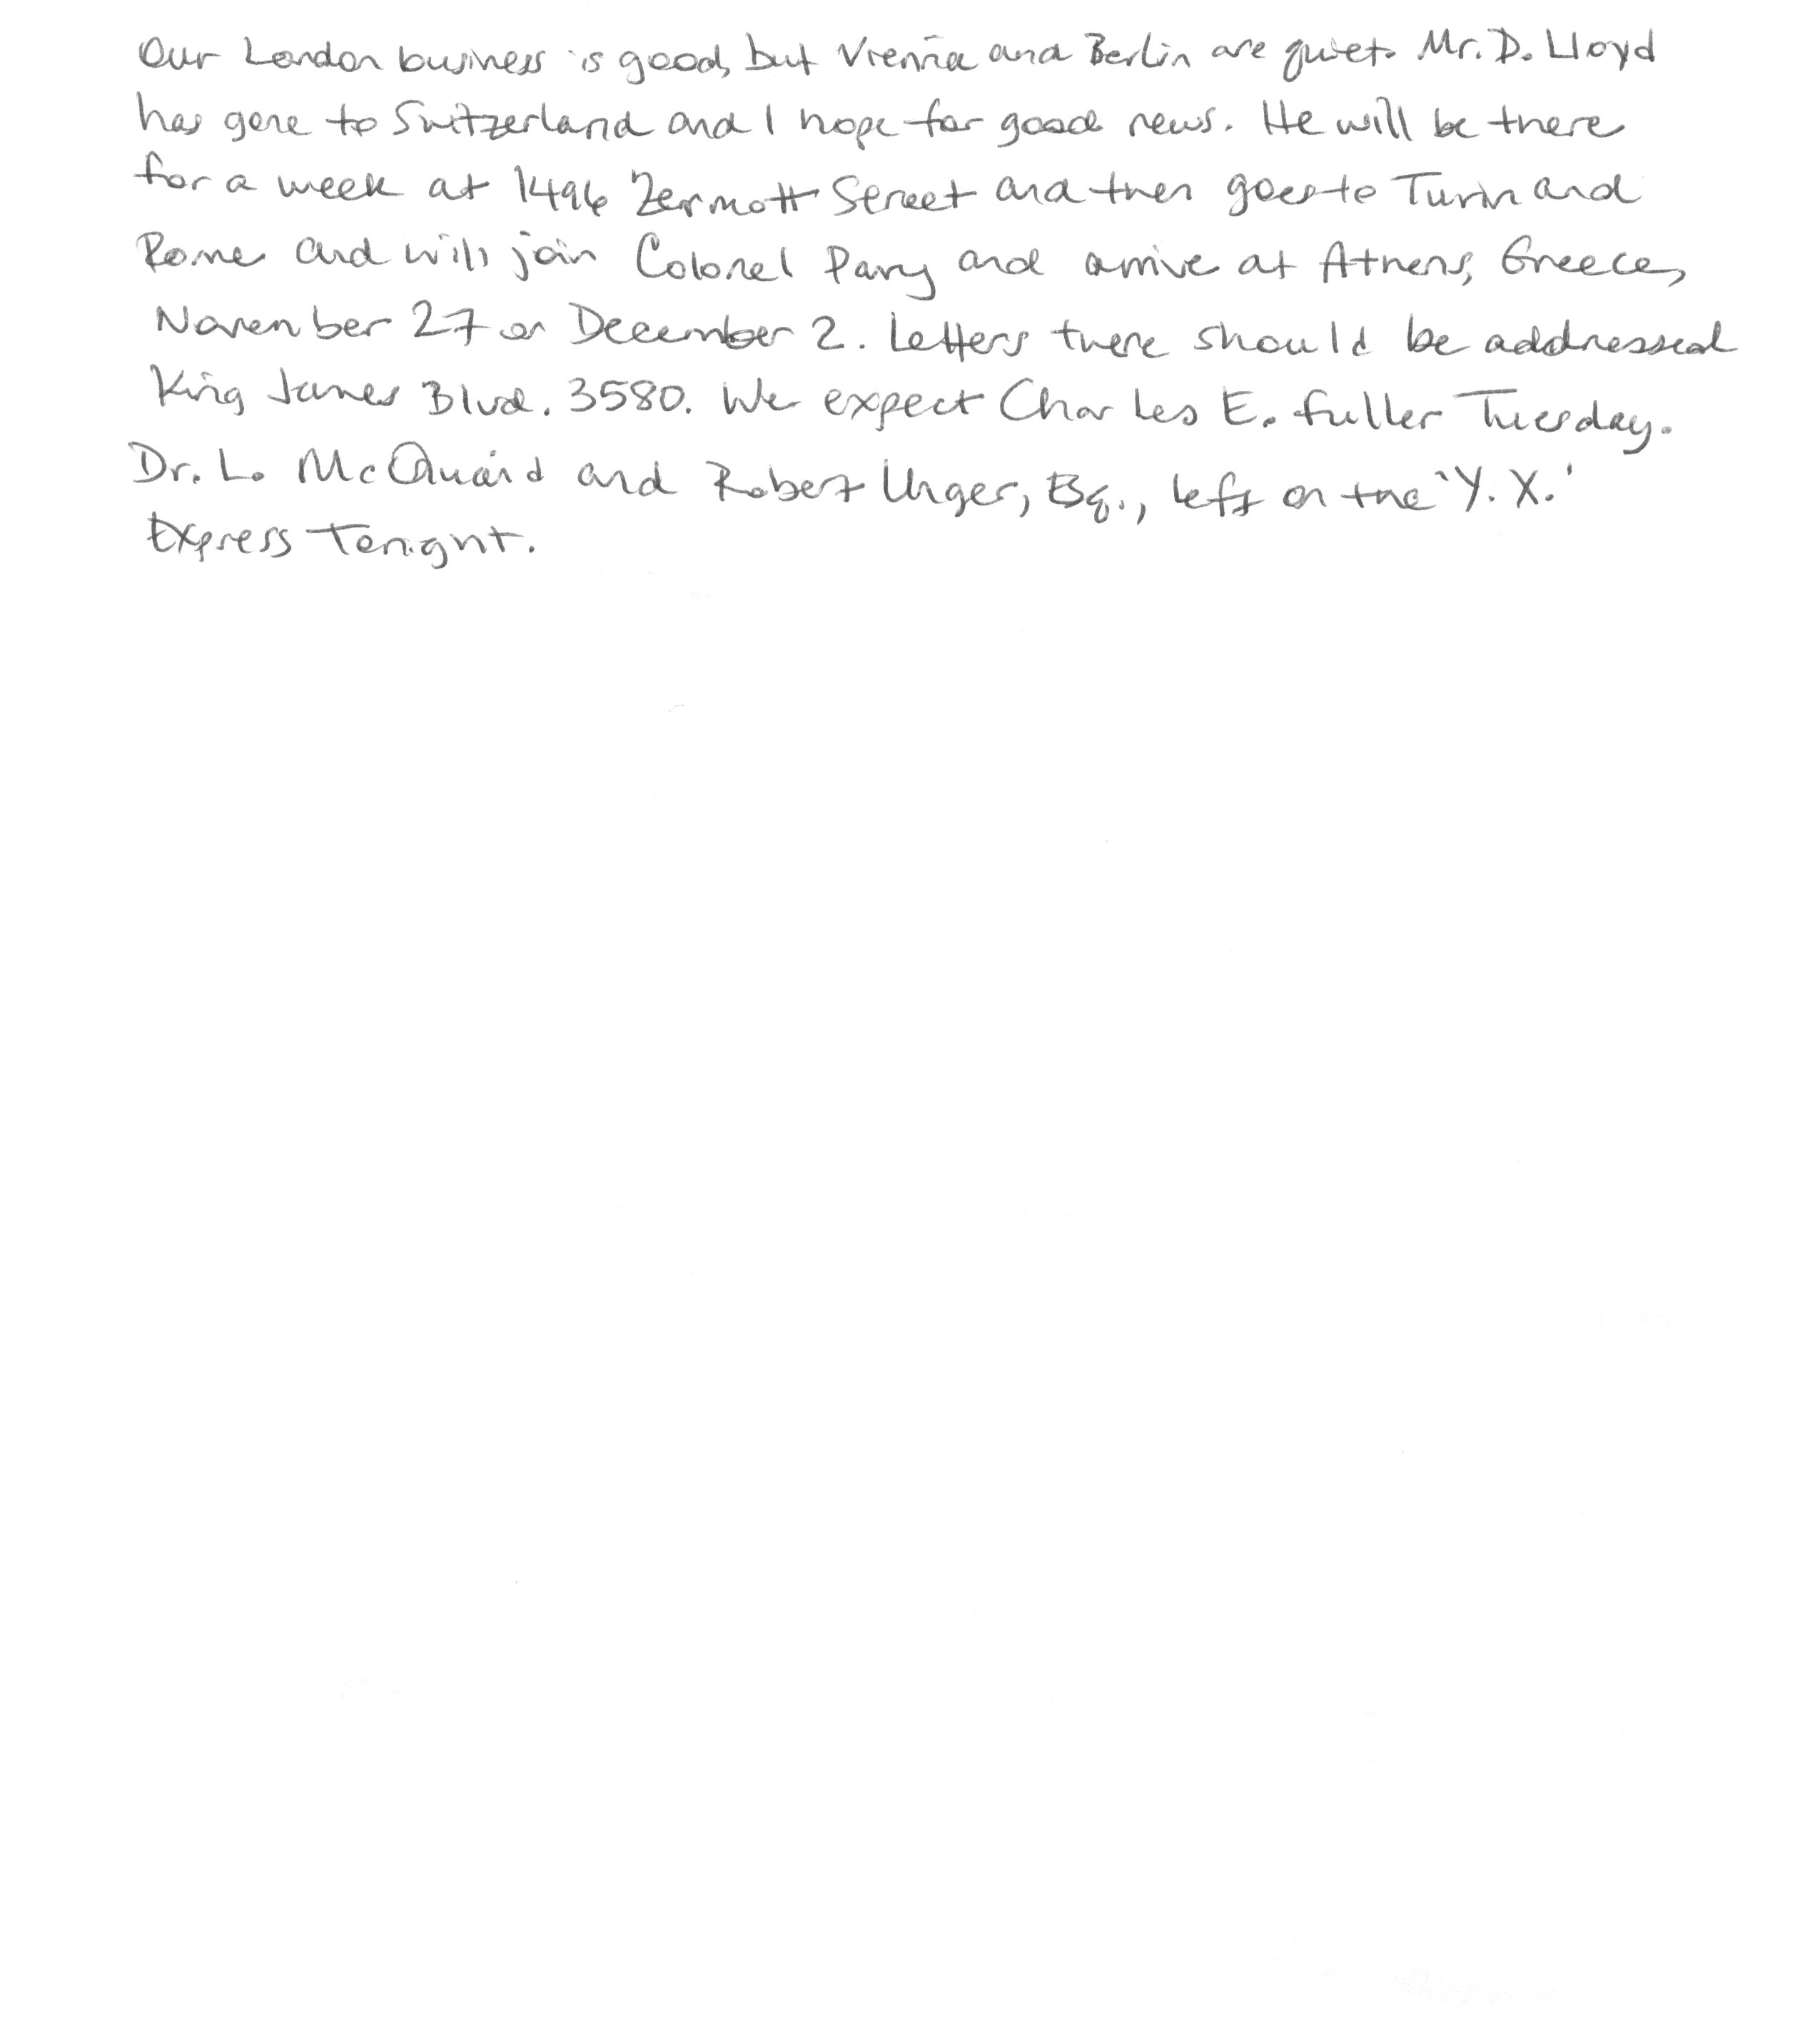 Our London business is good, but Vienna and Berlin are quiet. Mr. D. Lloyd
has gone to Switzerland and I hope for good news. He will be there
for a week at 1496 Zermott Street and then goes to Turin and
Rome and will join Colonel Parry and arrive at Athens, Greece,
November 27 or December 2. Letters there should be addressed
King James Blvd. 3580. We expect Charles E. Fuller Tuesday.
Dr. L. McQuaid and Robert Unger, Esq., left on the 'Y. X.'
Express Tonight.